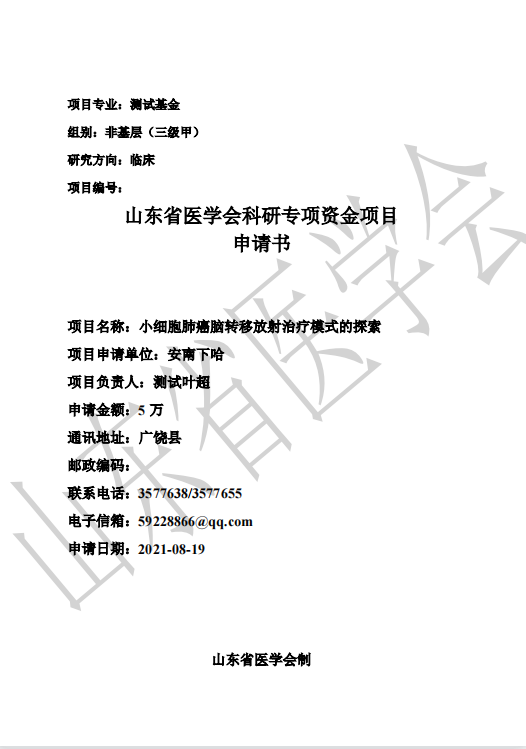 项目专业：测试基金
组别：非基层（三级甲）
研究方向：临床
项目编号：
山东省医学会科研专项资金项目
申请书
项目名称：小细胞肺癌脑转移放射治疗模式的探索
项目申请单位：安南下哈
项目负责人：测试叶超
申请金额：5 万
通讯地址：广饶县
邮政编码：
联系电话：3577638/3577655
电子信箱：59228866@qq.com
申请日期：2021-08-19
山东省医学会制
山东省医学会